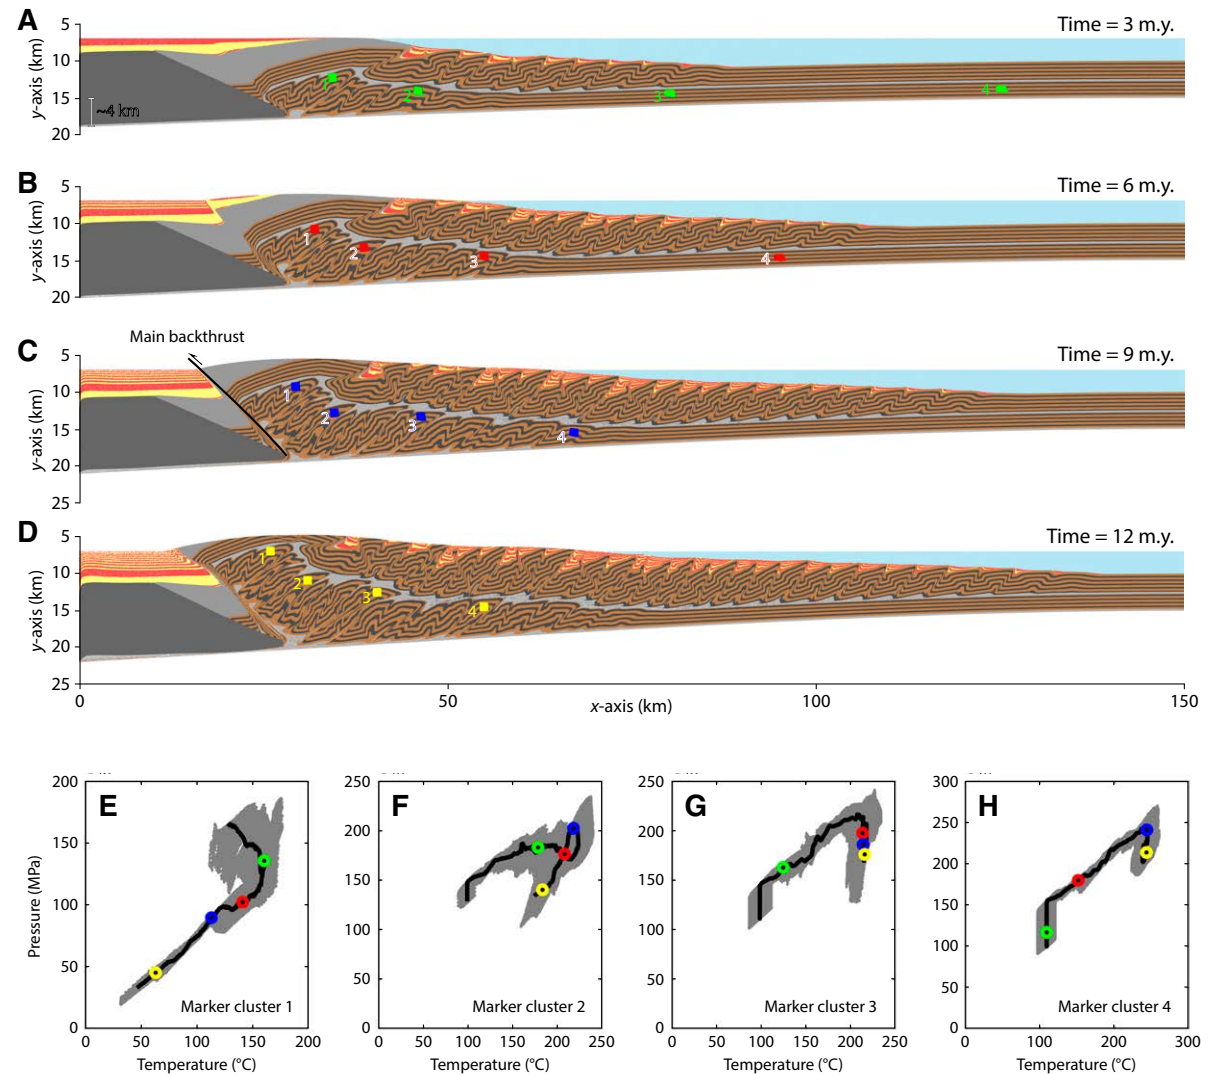 A
Time = 3 m.y.
5
10
15
20
y-axis (km)
~4 km
1
2
3
4
B
Time = 6 m.y.
5
10
15
20
y-axis (km)
1
2
3
4
Main backthrust
C
Time = 9 m.y.
5
10
15
20
25
y-axis (km)
1
2
3
4
D
Time = 12 m.y.
5
10
15
20
25
y-axis (km)
1
2
3
4
0 50 100 150
x-axis (km)
E
200
150
100
50
0
Pressure (MPa)
Marker cluster 1
0 50 100 150 200
Temperature (°C)
F
250
200
150
100
50
0
Marker cluster 2
0 50 100 150 200 250
Temperature (°C)
G
250
200
150
100
50
0
Marker cluster 3
0 50 100 150 200 250
Temperature (°C)
H
300
250
200
150
100
50
0
Marker cluster 4
0 100 200 300
Temperature (°C)